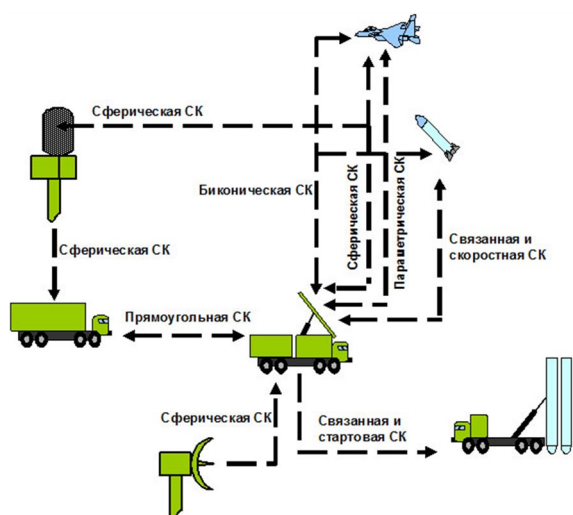 Сферическая СК
Биконическая СК
Сферическая СК
Параметрическая СК
Связанная и
скоростная СК
Сферическая СК
Прямоугольная СК
Сферическая СК
Связанная и
стартовая СК